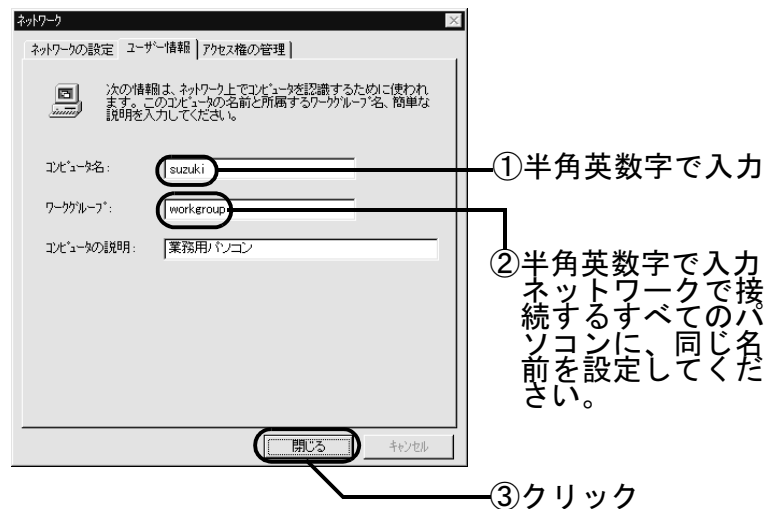 ネットワーク
ネットワークの設定 ユーザー情報 アクセス権の管理
次の情報は、ネットワーク上でコンピュータを認識するために使われ
ます。このコンピュータの名前と所属するワークグループ名、簡単な
説明を入力してください。
コンピュータ名:
suzuki
①半角英数字で入力
ワークグループ:
workgroup
コンピュータの説明:
業務用パソコン
②半角英数字で入力
ネットワークで接
続するすべてのパ
ソコンに、同じ名
前を設定してくだ
さい。
閉じる
キャンセル
③クリック